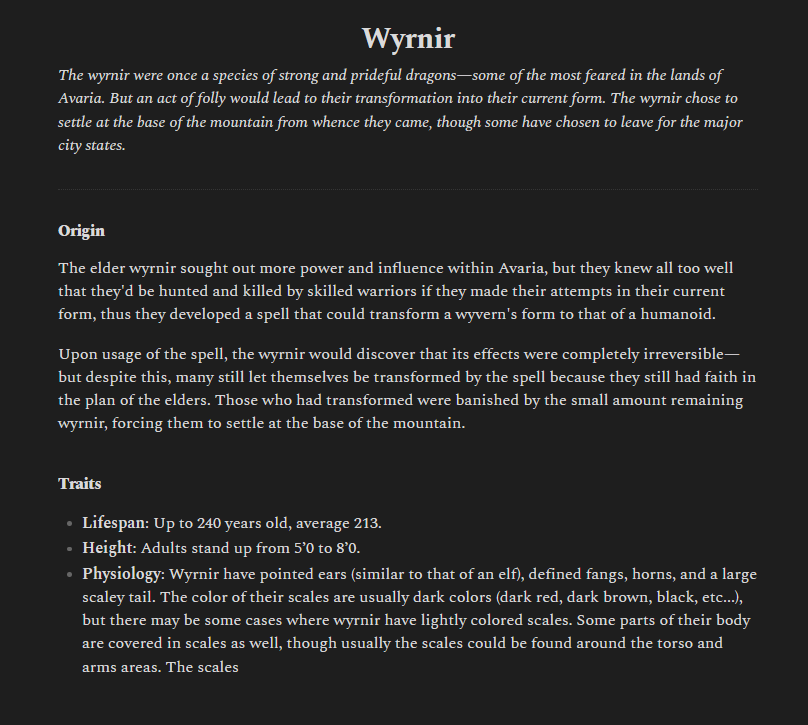 Wyrnir
The wyrnir were once a species of strong and prideful dragons—some of the most feared in the lands of
Avaria. But an act of folly would lead to their transformation into their current form. The wyrnir chose to
settle at the base of the mountain from whence they came, though some have chosen to leave for the major
city states.
Origin
The elder wyrnir sought out more power and influence within Avaria, but they knew all too well
that they'd be hunted and killed by skilled warriors if they made their attempts in their current
form, thus they developed a spell that could transform a wyvern's form to that of a humanoid.
Upon usage of the spell, the wyrnir would discover that its effects were completely irreversible—
but despite this, many still let themselves be transformed by the spell because they still had faith in
the plan of the elders. Those who had transformed were banished by the small amount remaining
wyrnir, forcing them to settle at the base of the mountain.
Traits
• Lifespan: Up to 240 years old, average 213.
• Height: Adults stand up from 5’0 to 8’0.
• Physiology: Wyrnir have pointed ears (similar to that of an elf), defined fangs, horns, and a large
scaley tail. The color of their scales are usually dark colors (dark red, dark brown, black, etc...),
but there may be some cases where wyrnir have lightly colored scales. Some parts of their body
are covered in scales as well, though usually the scales could be found around the torso and
arms areas. The scales